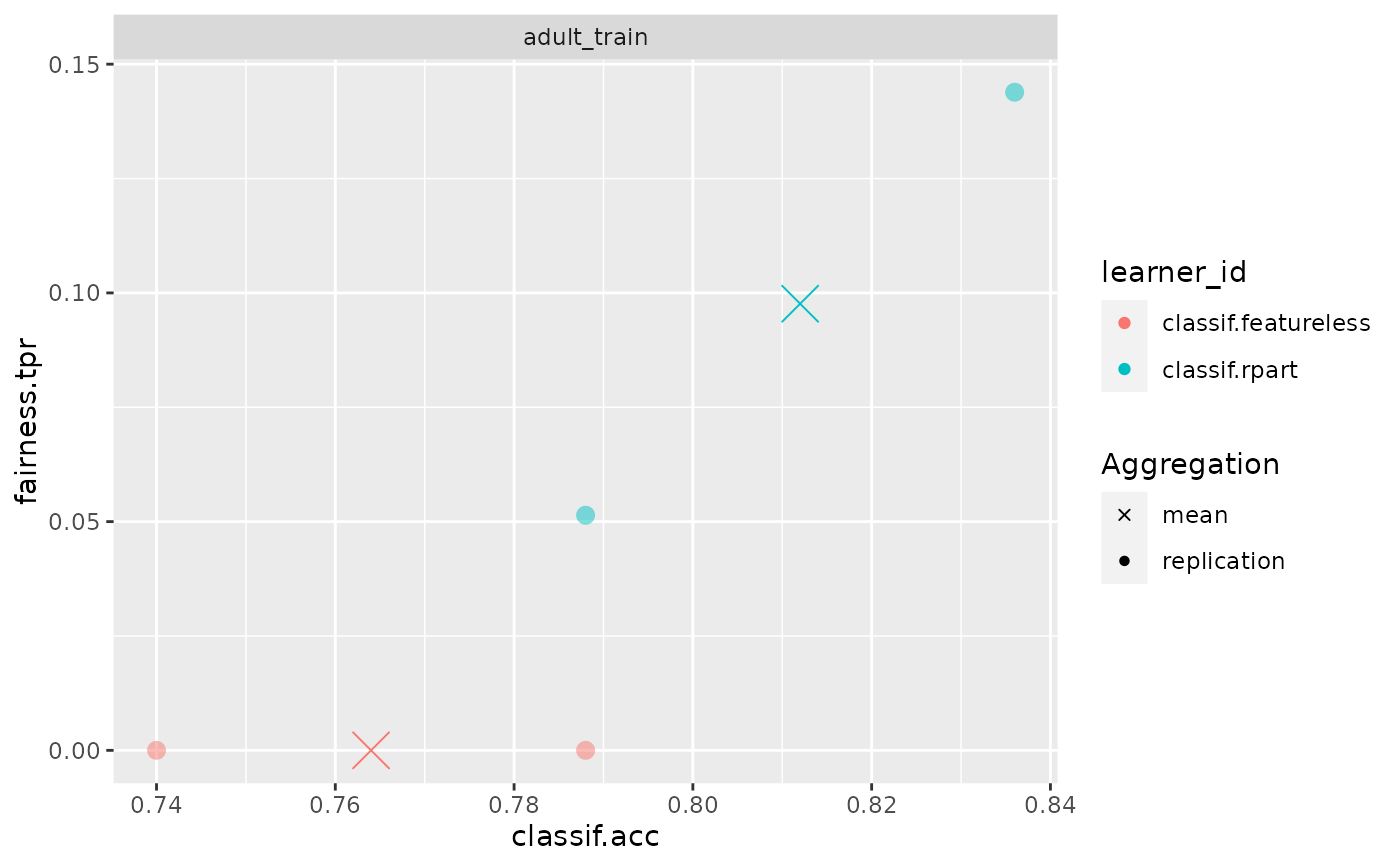 adult_train
0.15
0.10
0.05
0.00
fairness.tpr
0.74 0.76 0.78 0.80 0.82 0.84
classif.acc
learner_id
classif.featureless
classif.rpart
Aggregation
mean
replication